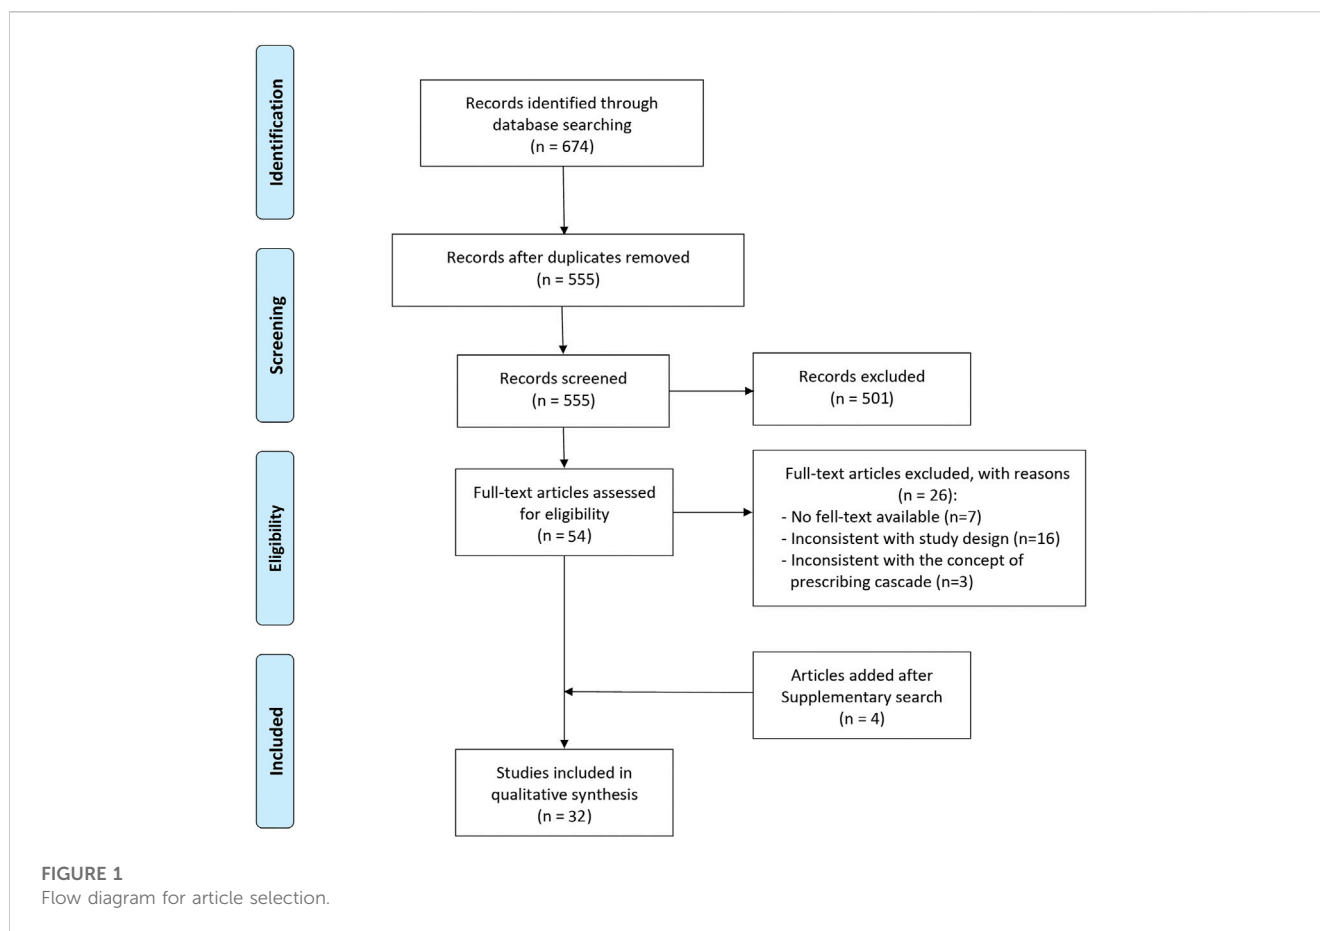 Identification
Records identified through
database searching
(n = 674)
Screening
Records after duplicates removed
(n = 555)
Records screened
(n = 555)
Records excluded
(n = 501)
Eligibility
Full-text articles assessed
for eligibility
(n = 54)
Full-text articles excluded, with reasons
(n = 26):
- No fell-text available (n=7)
- Inconsistent with study design (n=16)
- Inconsistent with the concept of
prescribing cascade (n=3)
Included
Articles added after
Supplementary search
(n = 4)
Studies included in
qualitative synthesis
(n = 32)
FIGURE 1
Flow diagram for article selection.